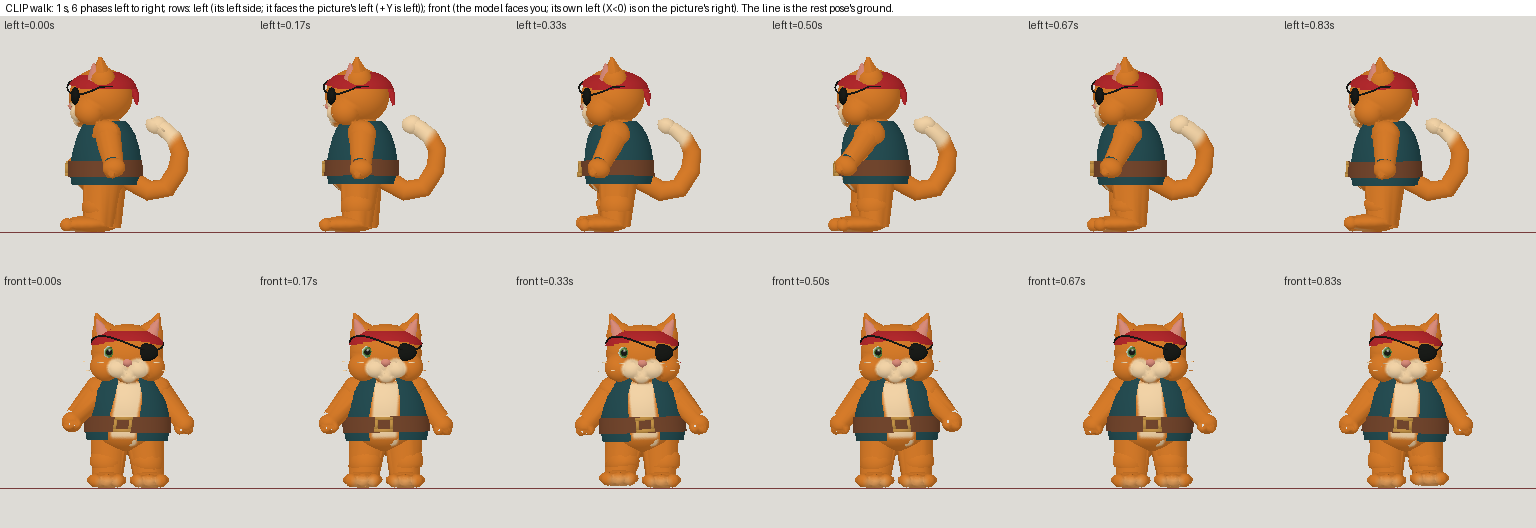 CLIP walk: 1 s, 6 phases left to right; rows: left (its left side; it faces the picture's left (+Y is left)); front (the model faces you; its own left (X<0) is on the picture's right). The line is the rest pose's ground.
left t=0.00s left t=0.17s left t=0.33s left t=0.50s left t=0.67s left t=0.83s
front t=0.00s front t=0.17s front t=0.33s front t=0.50s front t=0.67s front t=0.83s